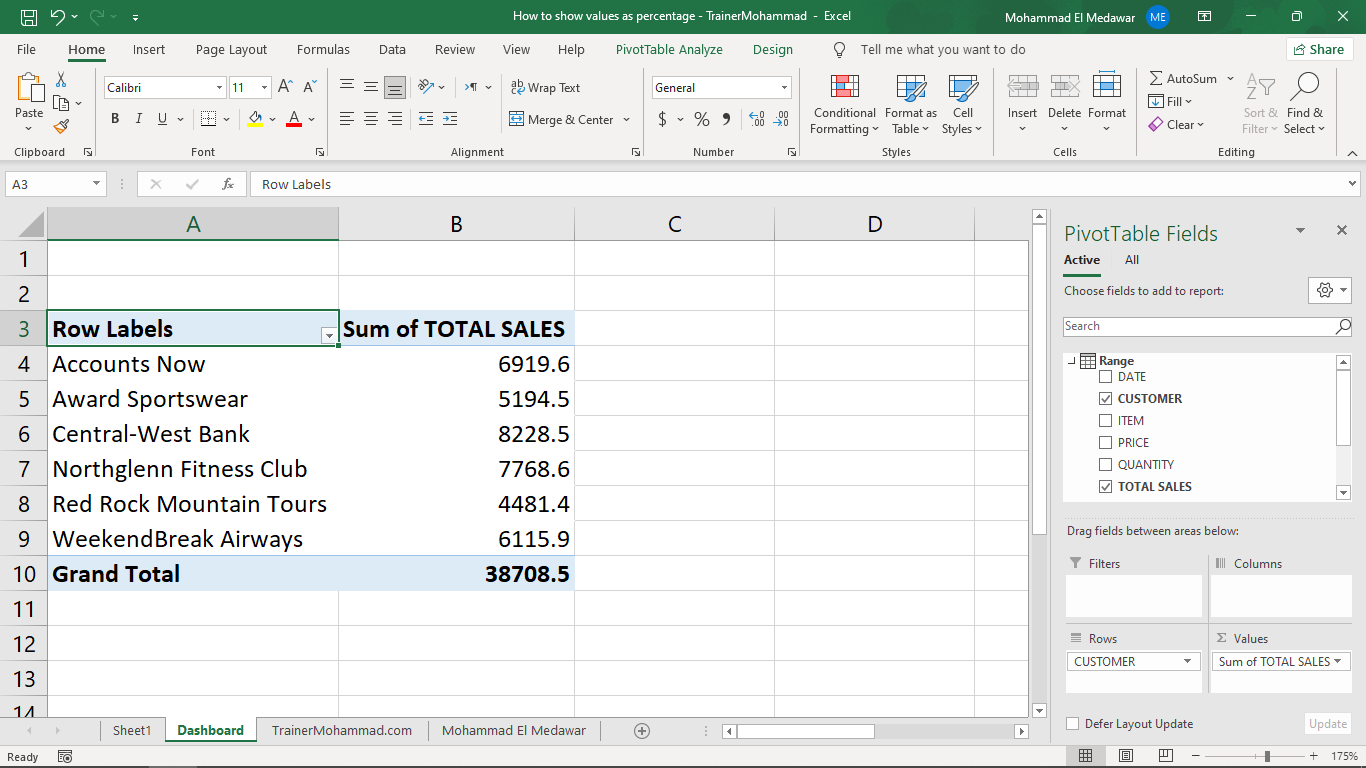 How to show values as percentage - TrainerMohammad - Excel
Mohammad El Medawar ME
File Home Insert Page Layout Formulas Data Review View Help PivotTable Analyze Design Tell me what you want to do Share
Paste
Clipboard
Calibri 11
B I U A
Font
ab Wrap Text
Merge & Center
Alignment
General
$ % 9
Number
Conditional Formatting
Format as Table
Cell Styles
Styles
Insert Delete Format
Cells
AutoSum
Fill
Clear
Sort & Filter
Find & Select
Editing
A3 fx Row Labels
A B C D
1
2
3 Row Labels Sum of TOTAL SALES
4 Accounts Now 6919.6
5 Award Sportswear 5194.5
6 Central-West Bank 8228.5
7 Northglenn Fitness Club 7768.6
8 Red Rock Mountain Tours 4481.4
9 WeekendBreak Airways 6115.9
10 Grand Total 38708.5
11
12
13
14
PivotTable Fields
Active All
Choose fields to add to report:
Search
Range
DATE
CUSTOMER
ITEM
PRICE
QUANTITY
TOTAL SALES
Drag fields between areas below:
Filters Columns
Rows Σ Values
CUSTOMER Sum of TOTAL SALES
Defer Layout Update Update
Sheet1 Dashboard TrainerMohammad.com Mohammad El Medawar
Ready 175%